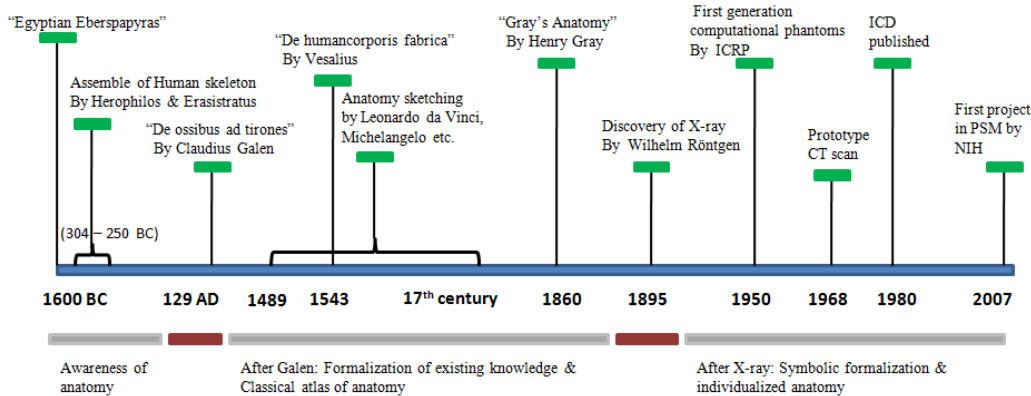 “Egyptian Eberspapyras”
Assemble of Human skeleton
By Herophilos & Erasistratus
“De ossibus ad tirones”
By Claudius Galen
“De humancorporis fabrica”
By Vesalius
Anatomy sketching
by Leonardo da Vinci,
Michelangelo etc.
“Gray’s Anatomy”
By Henry Gray
Discovery of X-ray
By Wilhelm Röntgen
First generation
computational phantoms
By ICRP
Prototype
CT scan
ICD
published
First project
in PSM by
NIH
(304 – 250 BC)
1600 BC
129 AD
1489
1543
17th century
1860
1895
1950
1968
1980
2007
Awareness of
anatomy
After Galen: Formalization of existing knowledge &
Classical atlas of anatomy
After X-ray: Symbolic formalization &
individualized anatomy